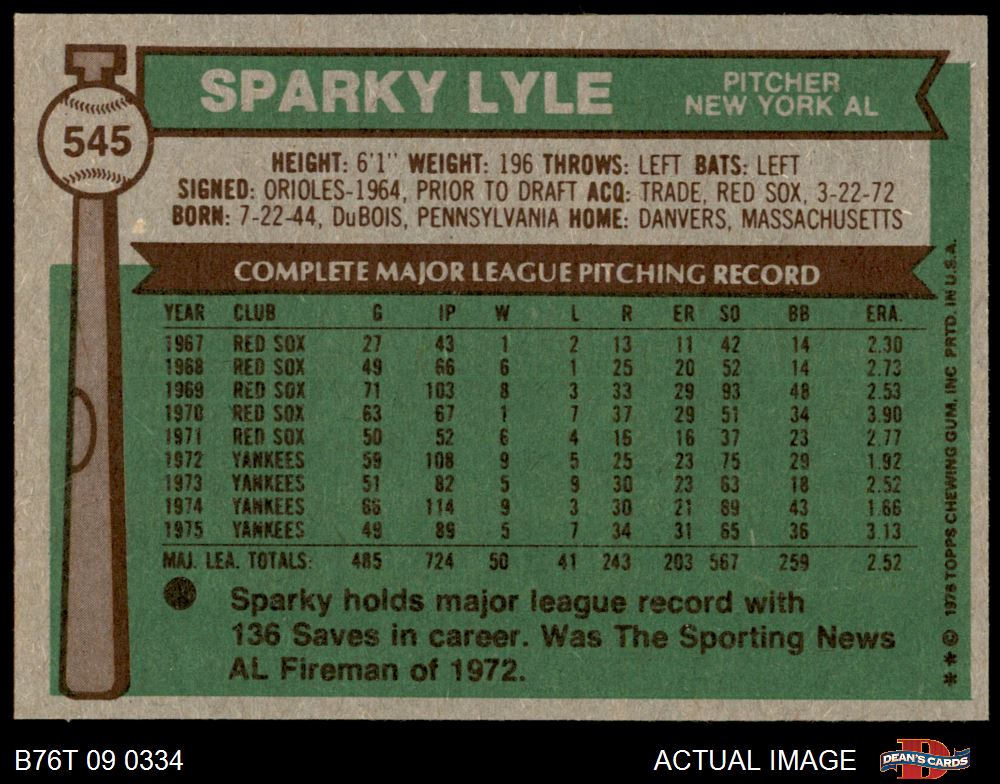 SPARKY LYLE
PITCHER
NEW YORK AL
545
HEIGHT: 6'1" WEIGHT: 196 THROWS: LEFT BATS: LEFT
SIGNED: ORIOLES-1964, PRIOR TO DRAFT ACQ: TRADE, RED SOX, 3-22-72
BORN: 7-22-44, DuBOIS, PENNSYLVANIA HOME: DANVERS, MASSACHUSETTS
COMPLETE MAJOR LEAGUE PITCHING RECORD
YEAR CLUB G IP W L R ER SO BB ERA.
1967 RED SOX 27 43 1 2 13 11 42 14 2.30
1968 RED SOX 49 66 6 1 25 20 52 14 2.73
1969 RED SOX 71 103 8 3 33 29 93 48 2.53
1970 RED SOX 63 67 1 7 37 29 51 34 3.90
1971 RED SOX 50 52 6 4 16 16 37 23 2.77
1972 YANKEES 59 108 9 5 25 23 75 29 1.92
1973 YANKEES 51 82 5 9 30 23 63 18 2.52
1974 YANKEES 66 114 9 3 30 21 89 43 1.66
1975 YANKEES 49 89 5 7 34 31 65 36 3.13
MAJ. LEA. TOTALS: 485 724 50 41 243 203 567 259 2.52
Sparky holds major league record with
136 Saves in career. Was The Sporting News
AL Fireman of 1972.
* * © 1976 TOPPS CHEWING GUM, INC PRTD. IN U.S.A.
B76T 09 0334
ACTUAL IMAGE
DEAN'S CARDS